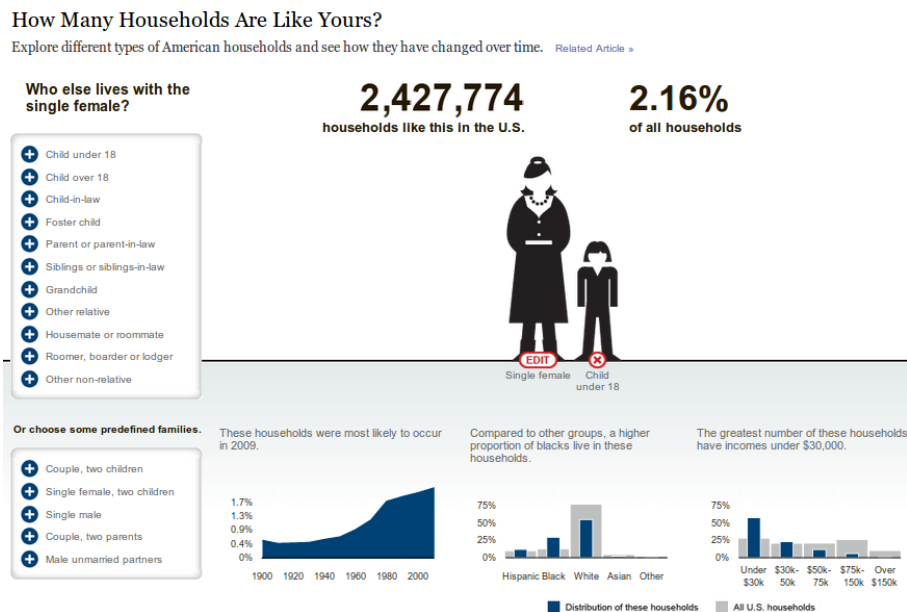 How Many Households Are Like Yours?
Explore different types of American households and see how they have changed over time. Related Article »
Who else lives with the
single female?
2,427,774
households like this in the U.S.
2.16%
of all households
Child under 18
Child over 18
Child-in-law
Foster child
Parent or parent-in-law
Siblings or siblings-in-law
Grandchild
Other relative
Housemate or roommate
Roomer, boarder or lodger
Other non-relative
EDIT
Single female
Child
under 18
Or choose some predefined families.
Couple, two children
Single female, two children
Single male
Couple, two parents
Male unmarried partners
These households were most likely to occur
in 2009.
1.7%
1.3%
0.9%
0.4%
0%
1900 1920 1940 1960 1980 2000
Compared to other groups, a higher
proportion of blacks live in these
households.
75%
50%
25%
0%
Hispanic Black White Asian Other
The greatest number of these households
have incomes under $30,000.
75%
50%
25%
0%
Under $30k- $50k- $75k- Over
$30k 50k 75k 150k $150k
Distribution of these households All U.S. households